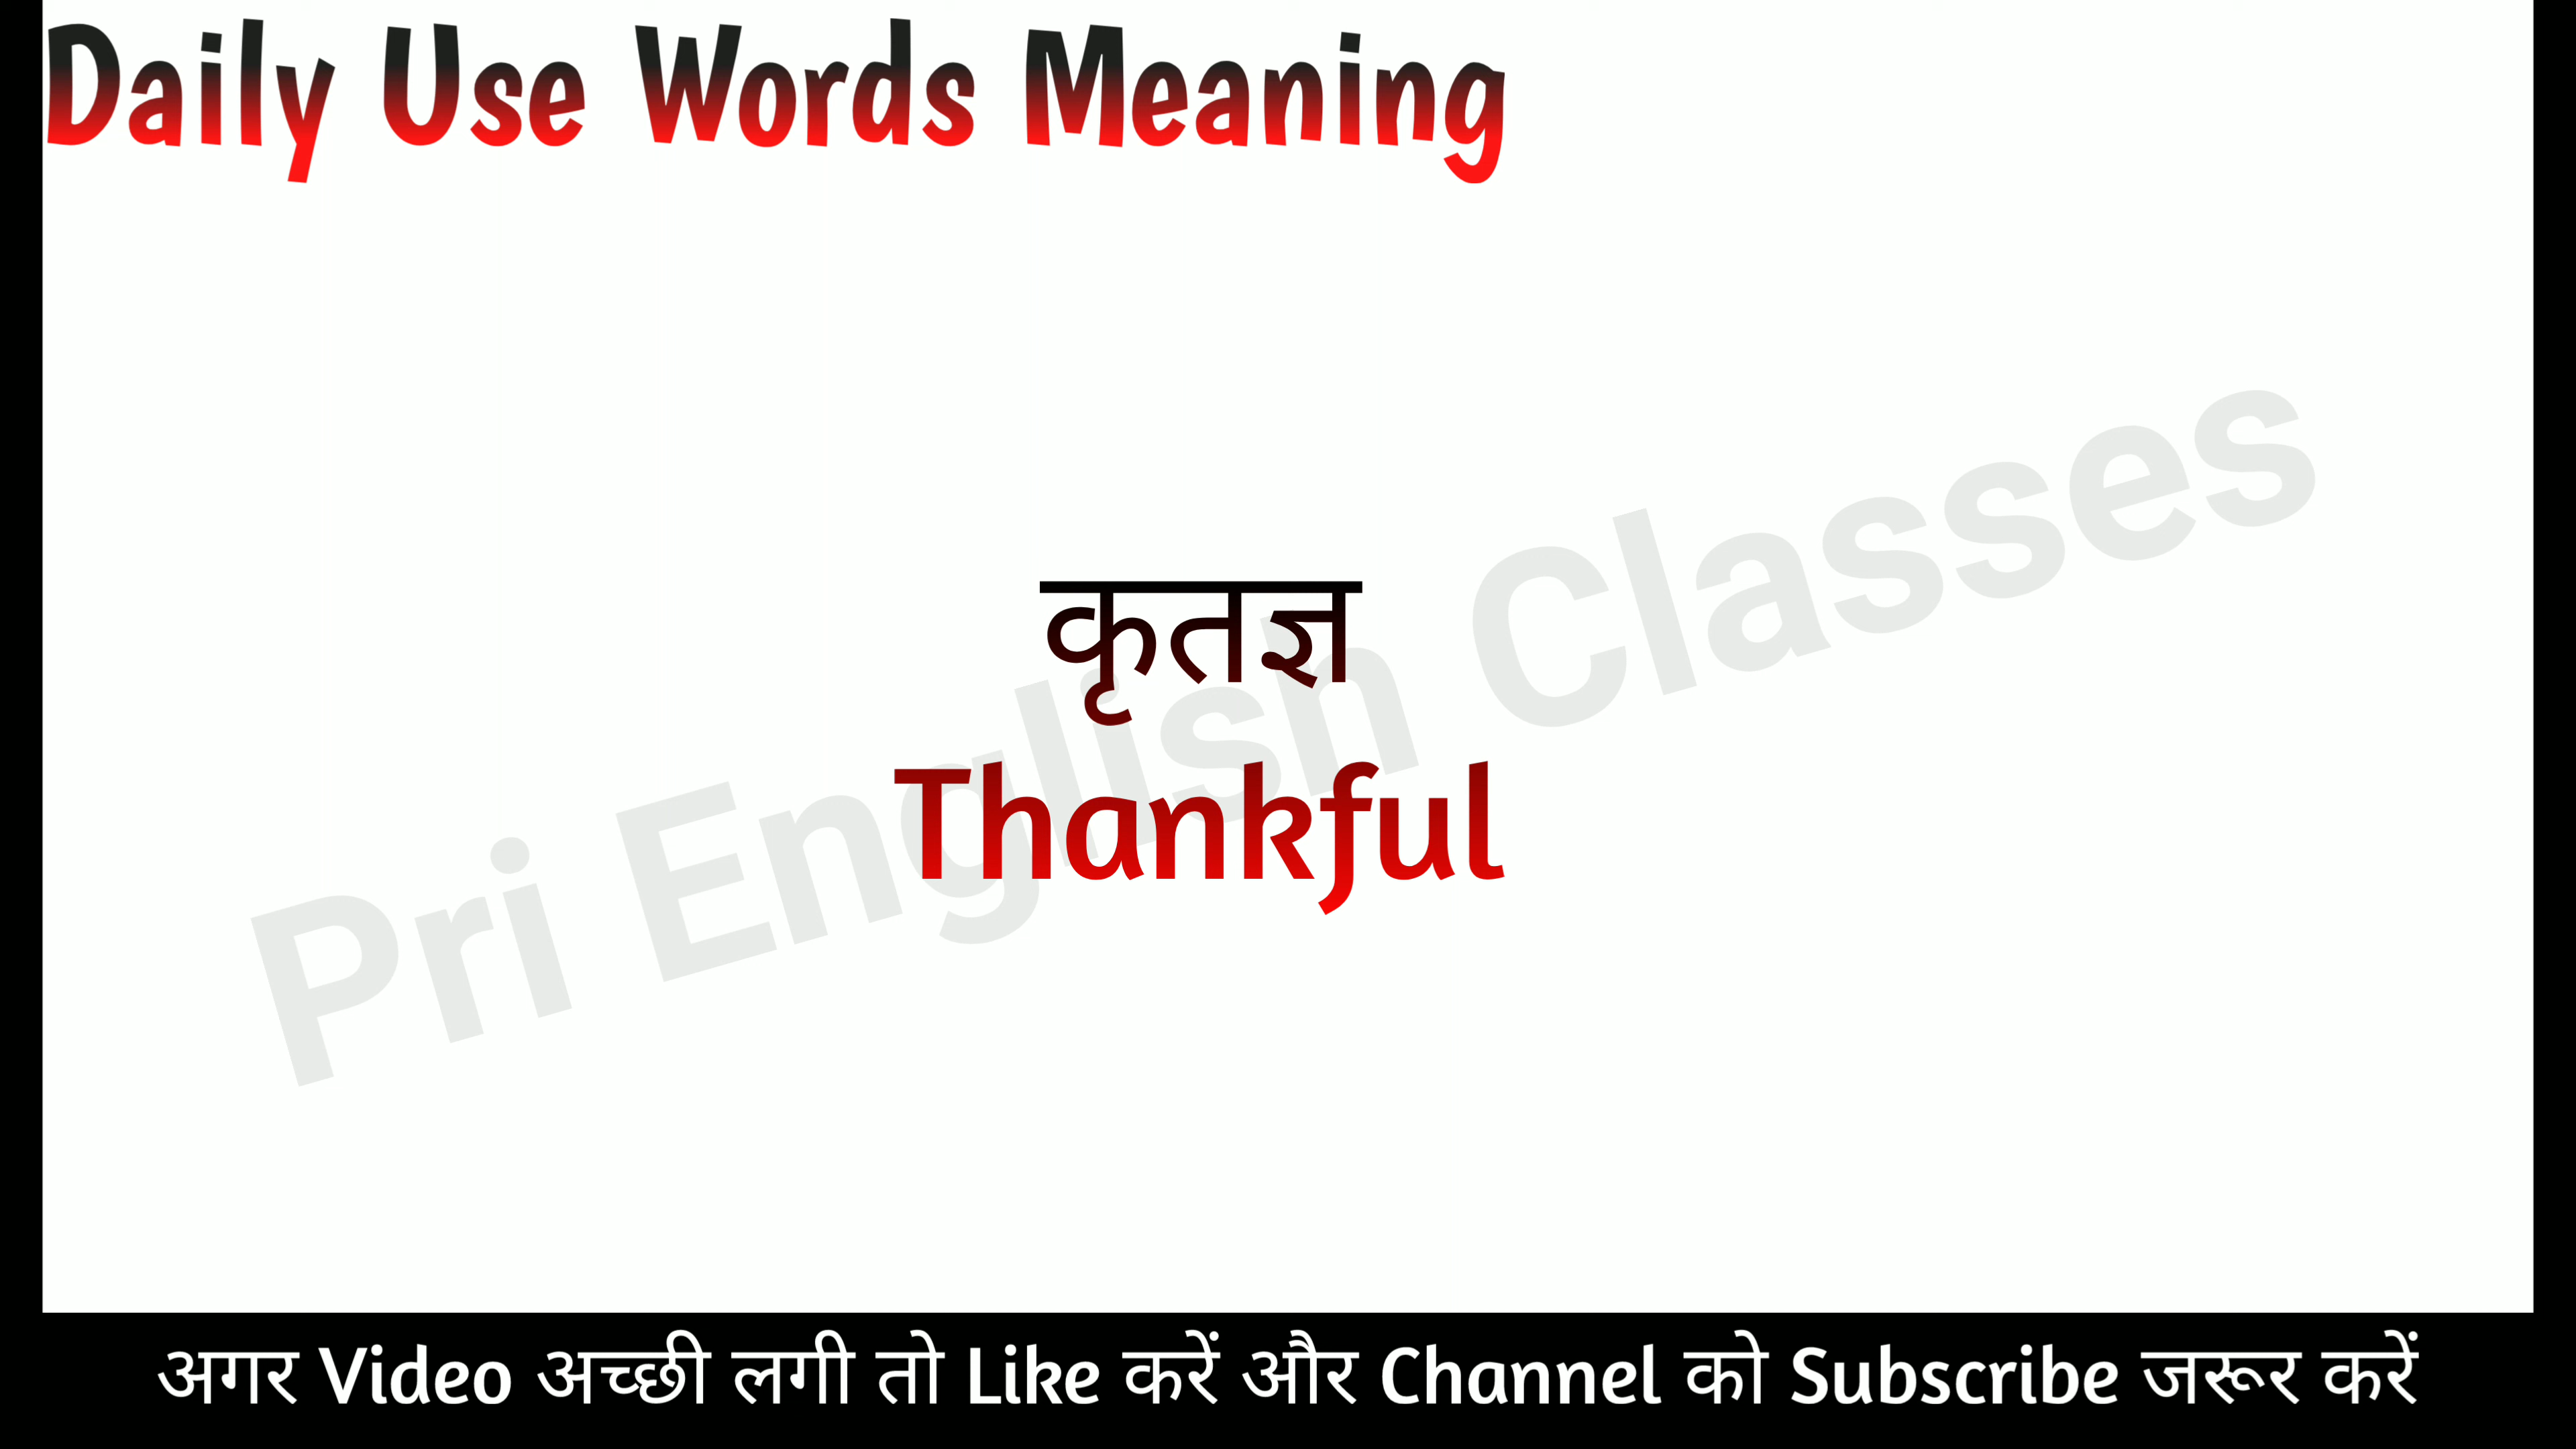 Daily Use Words Meaning
कृतज्ञ
Thankful
Pri English Classes
अगर Video अच्छी लगी तो Like करें और Channel को Subscribe जरूर करें